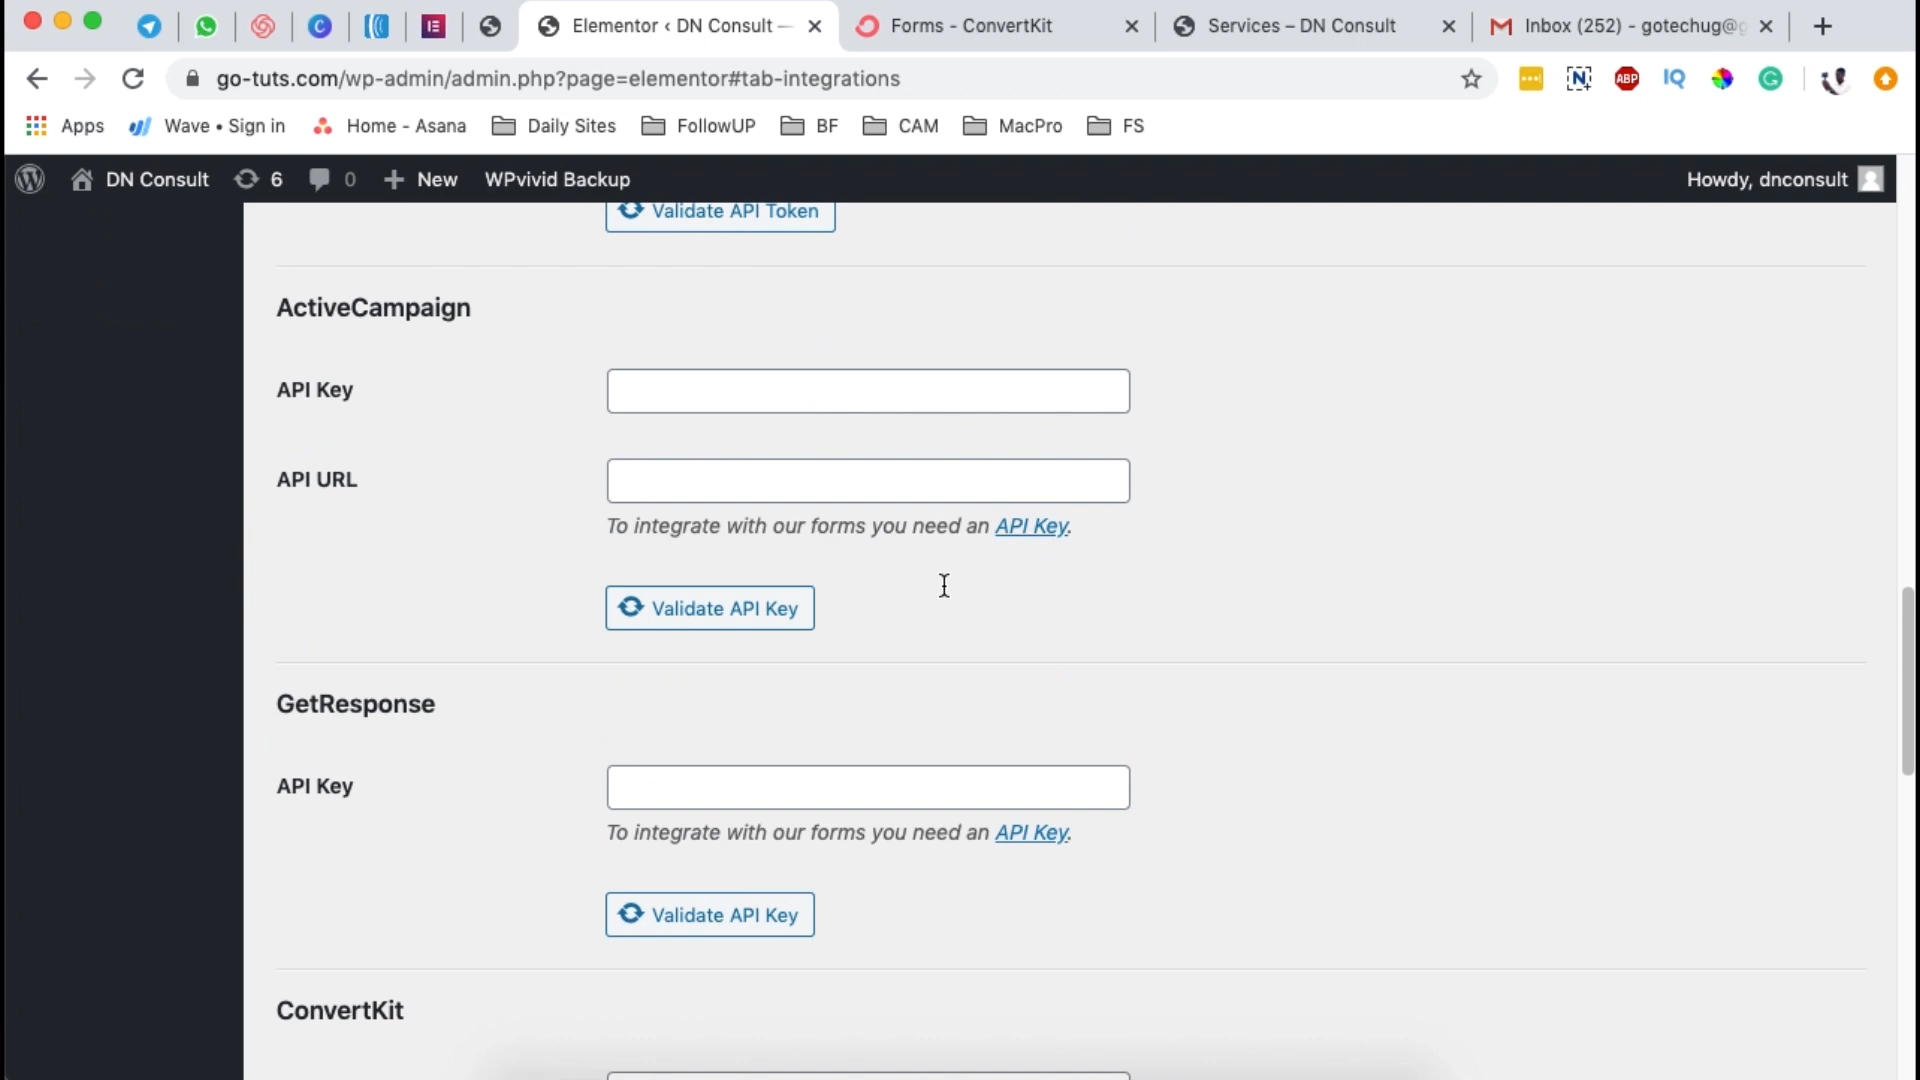 Elementor ‹ DN Consult —
Forms - ConvertKit
Services – DN Consult
Inbox (252) - gotechug@g
go-tuts.com/wp-admin/admin.php?page=elementor#tab-integrations
ABP
IQ
Apps
Wave • Sign in
Home - Asana
Daily Sites
FollowUP
BF
CAM
MacPro
FS
DN Consult
6
0
New
WPvivid Backup
Howdy, dnconsult
Validate API Token
ActiveCampaign
API Key
API URL
To integrate with our forms you need an API Key.
Validate API Key
GetResponse
API Key
To integrate with our forms you need an API Key.
Validate API Key
ConvertKit